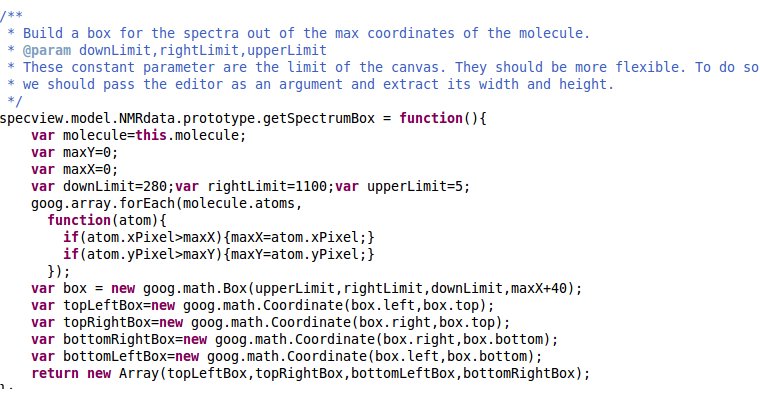 /**
 * Build a box for the spectra out of the max coordinates of the molecule.
 * @param downLimit,rightLimit,upperLimit
 * These constant parameter are the limit of the canvas. They should be more flexible. To do so
 * we should pass the editor as an argument and extract its width and height.
 */
specview.model.NMRdata.prototype.getSpectrumBox = function(){
    var molecule=this.molecule;
    var maxY=0;
    var maxX=0;
    var downLimit=280;var rightLimit=1100;var upperLimit=5;
    goog.array.forEach(molecule.atoms,
      function(atom){
        if(atom.xPixel>maxX){maxX=atom.xPixel;}
        if(atom.yPixel>maxY){maxY=atom.yPixel;}
      });
    var box = new goog.math.Box(upperLimit,rightLimit,downLimit,maxX+40);
    var topLeftBox=new goog.math.Coordinate(box.left,box.top);
    var topRightBox=new goog.math.Coordinate(box.right,box.top);
    var bottomRightBox=new goog.math.Coordinate(box.right,box.bottom);
    var bottomLeftBox=new goog.math.Coordinate(box.left,box.bottom);
    return new Array(topLeftBox,topRightBox,bottomLeftBox,bottomRightBox);